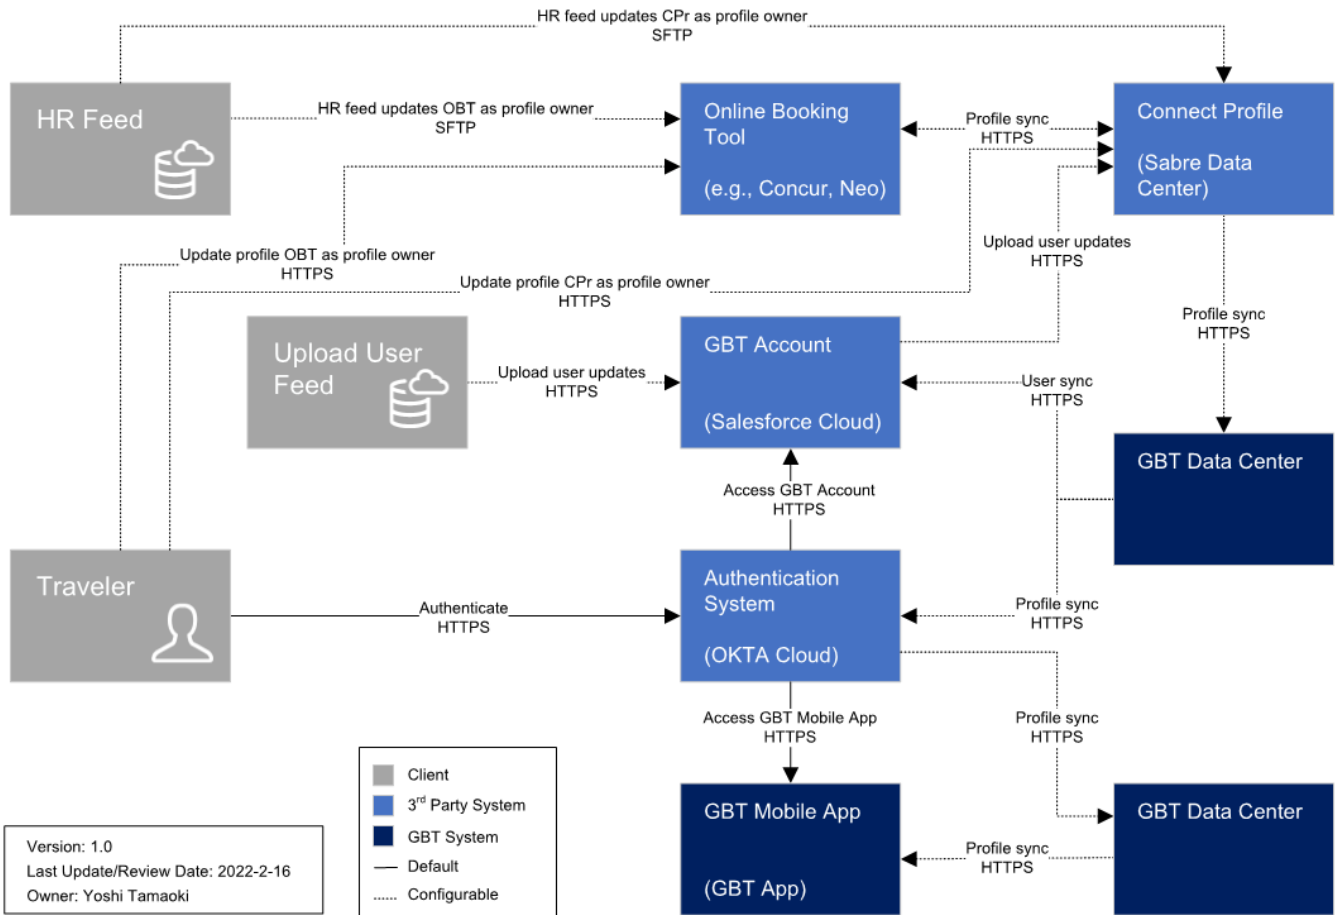 HR feed updates CPr as profile owner
SFTP
HR Feed
HR feed updates OBT as profile owner
SFTP
Online Booking
Tool
(e.g., Concur, Neo)
Profile sync
HTTPS
Connect Profile
(Sabre Data
Center)
Update profile OBT as profile owner
HTTPS
Update profile CPr as profile owner
HTTPS
Upload user updates
HTTPS
Profile sync
HTTPS
Upload User
Feed
Upload user updates
HTTPS
GBT Account
(Salesforce Cloud)
User sync
HTTPS
GBT Data Center
Access GBT Account
HTTPS
Traveler
Authenticate
HTTPS
Authentication
System
(OKTA Cloud)
Profile sync
HTTPS
Access GBT Mobile App
HTTPS
Profile sync
HTTPS
GBT Mobile App
(GBT App)
Profile sync
HTTPS
GBT Data Center
Client
3rd Party System
GBT System
Default
Configurable
Version: 1.0
Last Update/Review Date: 2022-2-16
Owner: Yoshi Tamaoki